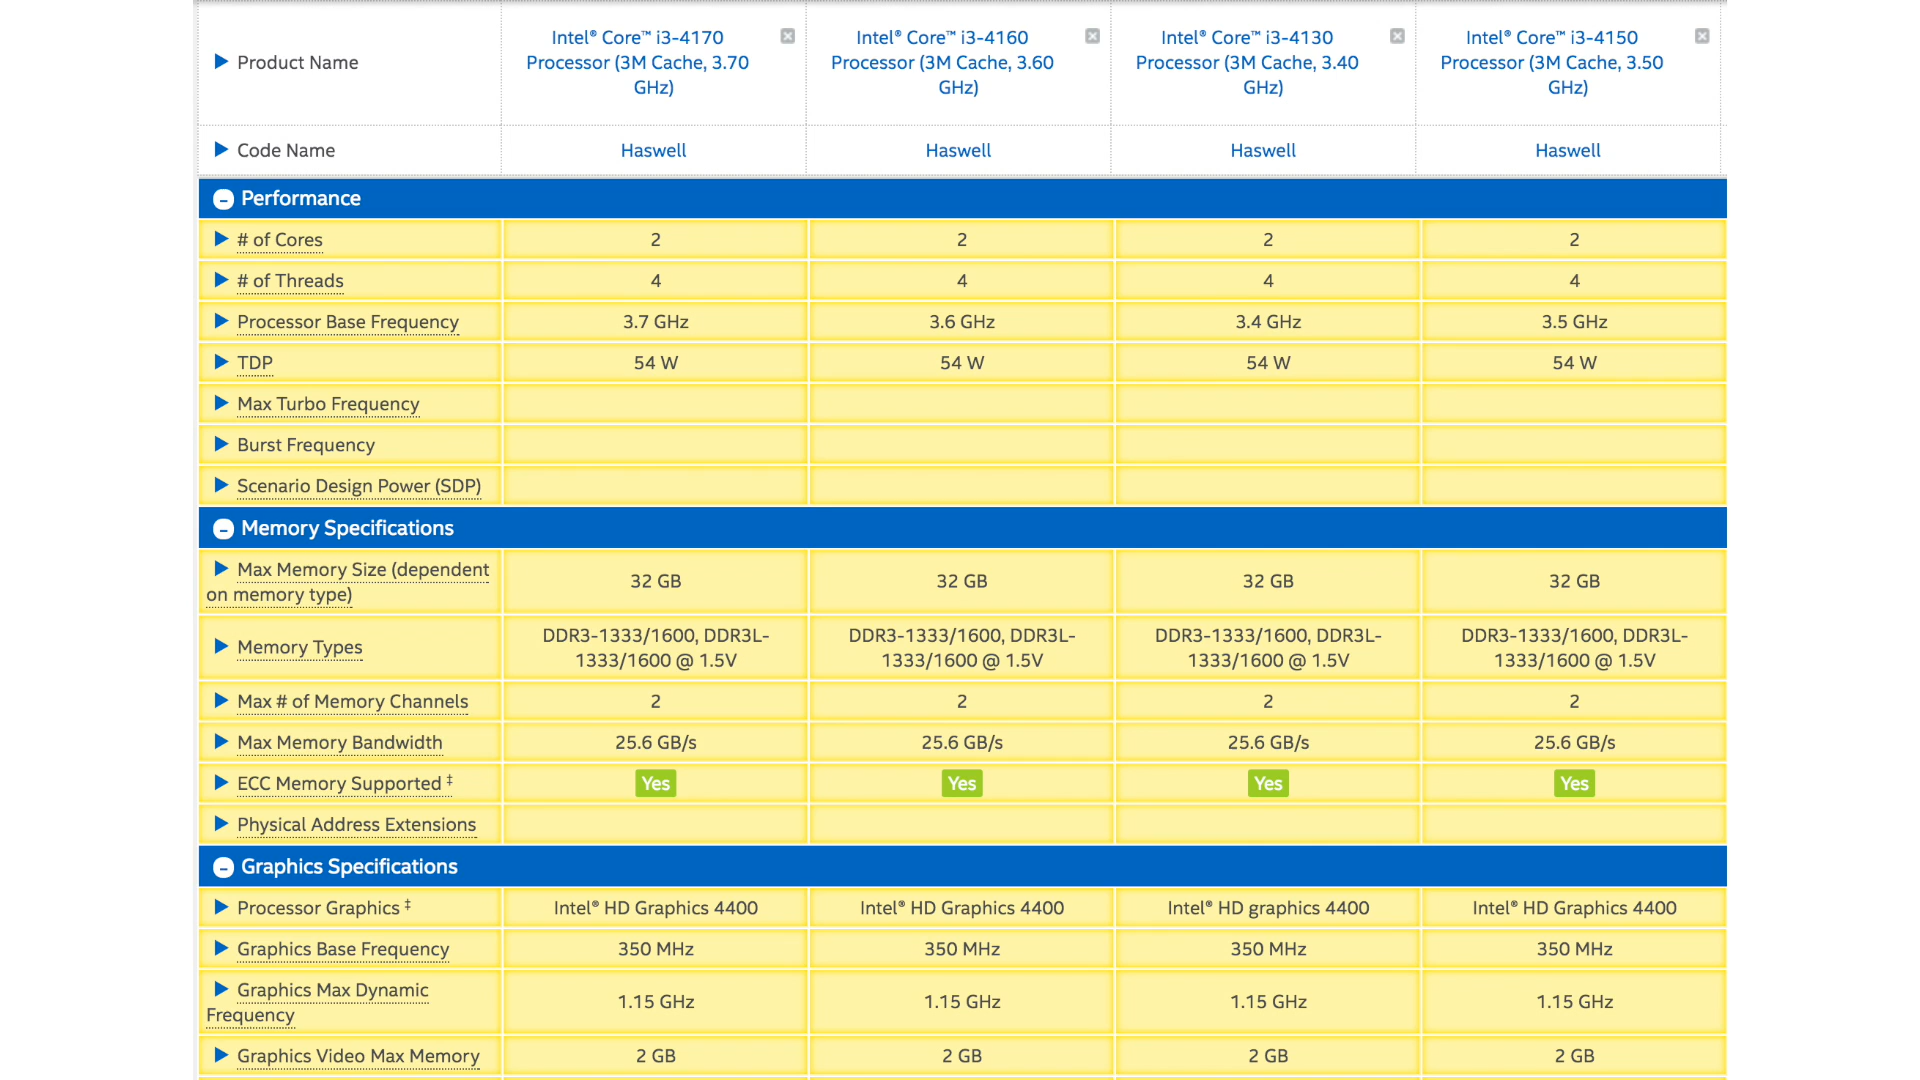 Product Name
Intel® Core™ i3-4170
Processor (3M Cache, 3.70
GHz)
Intel® Core™ i3-4160
Processor (3M Cache, 3.60
GHz)
Intel® Core™ i3-4130
Processor (3M Cache, 3.40
GHz)
Intel® Core™ i3-4150
Processor (3M Cache, 3.50
GHz)
Code Name Haswell Haswell Haswell Haswell
Performance
# of Cores 2 2 2 2
# of Threads 4 4 4 4
Processor Base Frequency 3.7 GHz 3.6 GHz 3.4 GHz 3.5 GHz
TDP 54 W 54 W 54 W 54 W
Max Turbo Frequency
Burst Frequency
Scenario Design Power (SDP)
Memory Specifications
Max Memory Size (dependent
on memory type)
32 GB 32 GB 32 GB 32 GB
Memory Types
DDR3-1333/1600, DDR3L-
1333/1600 @ 1.5V
DDR3-1333/1600, DDR3L-
1333/1600 @ 1.5V
DDR3-1333/1600, DDR3L-
1333/1600 @ 1.5V
DDR3-1333/1600, DDR3L-
1333/1600 @ 1.5V
Max # of Memory Channels 2 2 2 2
Max Memory Bandwidth 25.6 GB/s 25.6 GB/s 25.6 GB/s 25.6 GB/s
ECC Memory Supported ‡ Yes Yes Yes Yes
Physical Address Extensions
Graphics Specifications
Processor Graphics ‡ Intel® HD Graphics 4400 Intel® HD Graphics 4400 Intel® HD graphics 4400 Intel® HD Graphics 4400
Graphics Base Frequency 350 MHz 350 MHz 350 MHz 350 MHz
Graphics Max Dynamic
Frequency
1.15 GHz 1.15 GHz 1.15 GHz 1.15 GHz
Graphics Video Max Memory 2 GB 2 GB 2 GB 2 GB